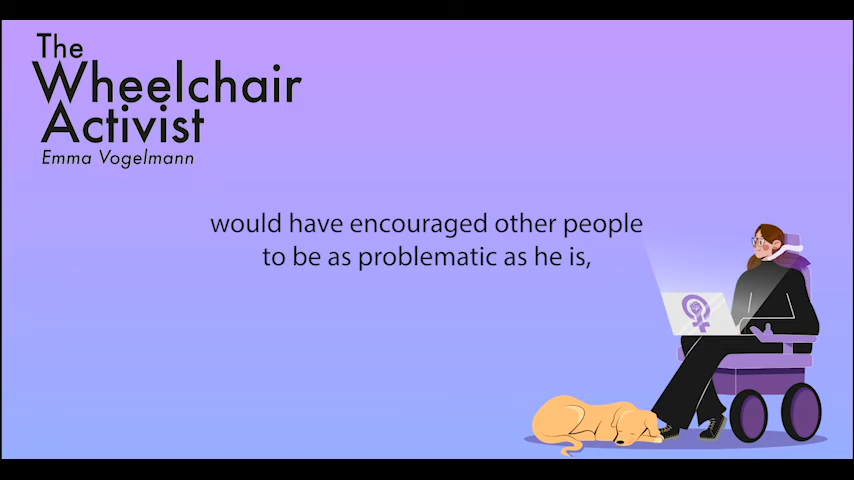 The
Wheelchair
Activist
Emma Vogelmann
would have encouraged other people
to be as problematic as he is,